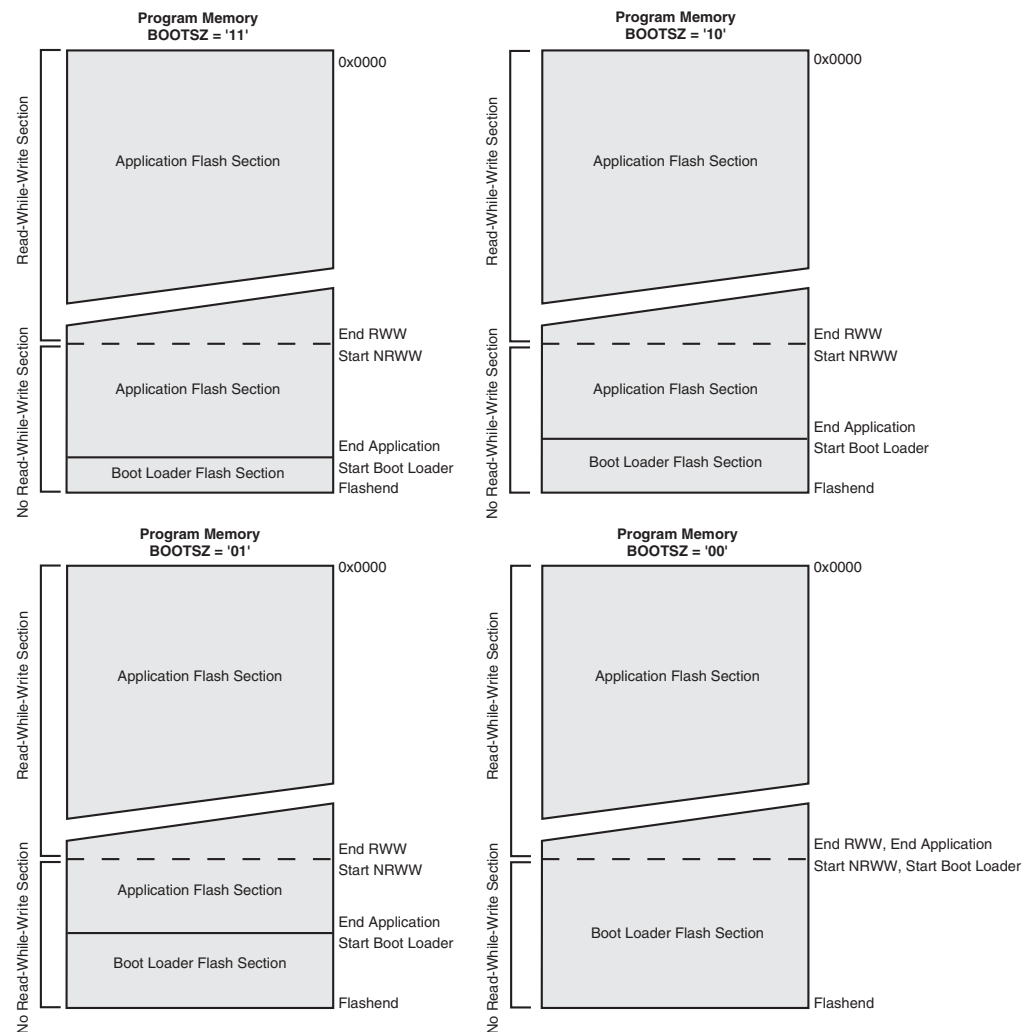 Program Memory
BOOTSZ = '11'
0x0000
Read-While-Write Section
Application Flash Section
End RWW
Start NRWW
No Read-While-Write Section
Application Flash Section
End Application
Start Boot Loader
Boot Loader Flash Section
Flashend
Program Memory
BOOTSZ = '10'
0x0000
Read-While-Write Section
Application Flash Section
End RWW
Start NRWW
No Read-While-Write Section
Application Flash Section
End Application
Start Boot Loader
Boot Loader Flash Section
Flashend
Program Memory
BOOTSZ = '01'
0x0000
Read-While-Write Section
Application Flash Section
End RWW
Start NRWW
No Read-While-Write Section
Application Flash Section
End Application
Start Boot Loader
Boot Loader Flash Section
Flashend
Program Memory
BOOTSZ = '00'
0x0000
Read-While-Write Section
Application Flash Section
End RWW, End Application
Start NRWW, Start Boot Loader
No Read-While-Write Section
Boot Loader Flash Section
Flashend